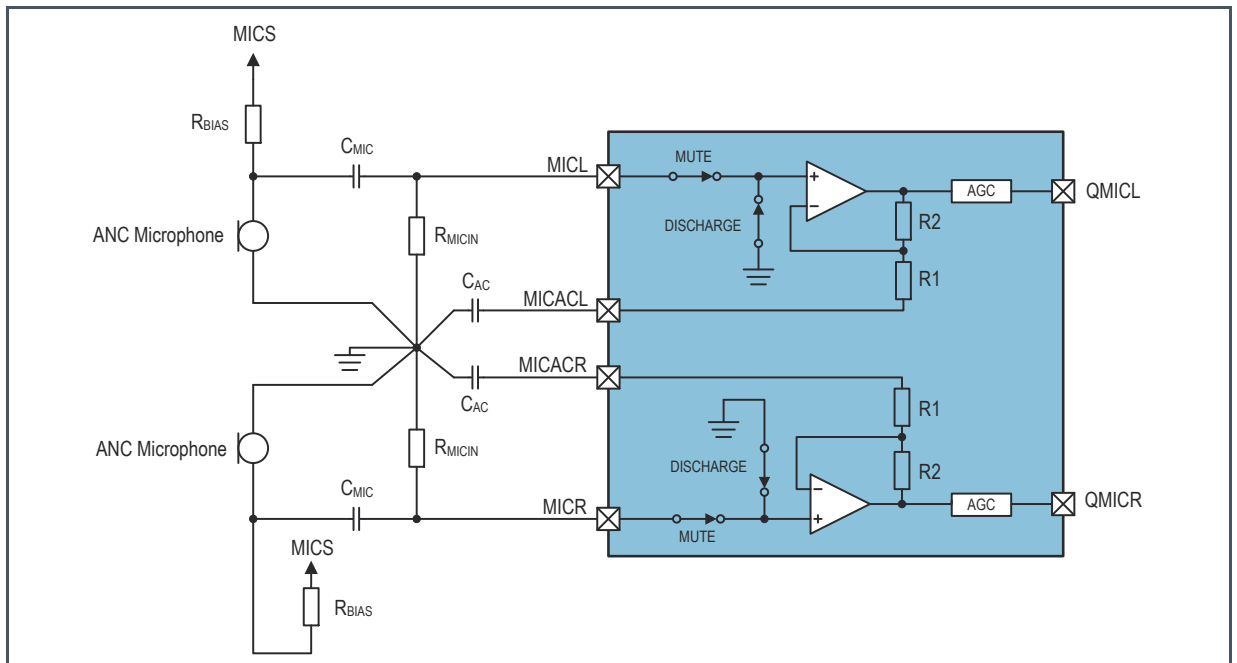 MICS
RBIAS
CMIC
MICL
MUTE
AGC
QMICL
R2
DISCHARGE
ANC Microphone
RMICIN
R1
CAC
MICACL
MICACR
CAC
R1
ANC Microphone
RMICIN
DISCHARGE
R2
CMIC
MICR
AGC
QMICR
MUTE
MICS
RBIAS